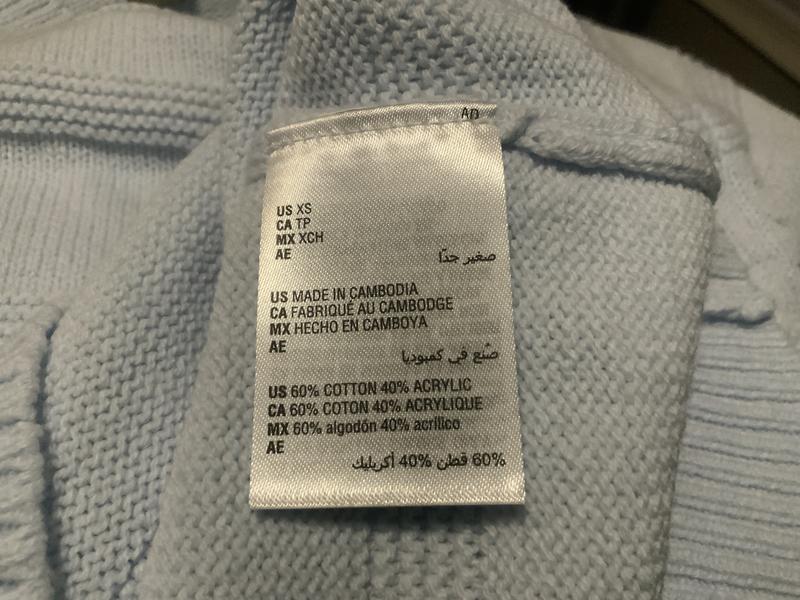 AD
US XS
CA TP
MX XCH
AE
صغير جدًا
US MADE IN CAMBODIA
CA FABRIQUÉ AU CAMBODGE
MX HECHO EN CAMBOYA
AE
صُنع في كمبوديا
US 60% COTTON 40% ACRYLIC
CA 60% COTON 40% ACRYLIQUE
MX 60% algodón 40% acrílico
AE
60% قطن 40% أكريليك